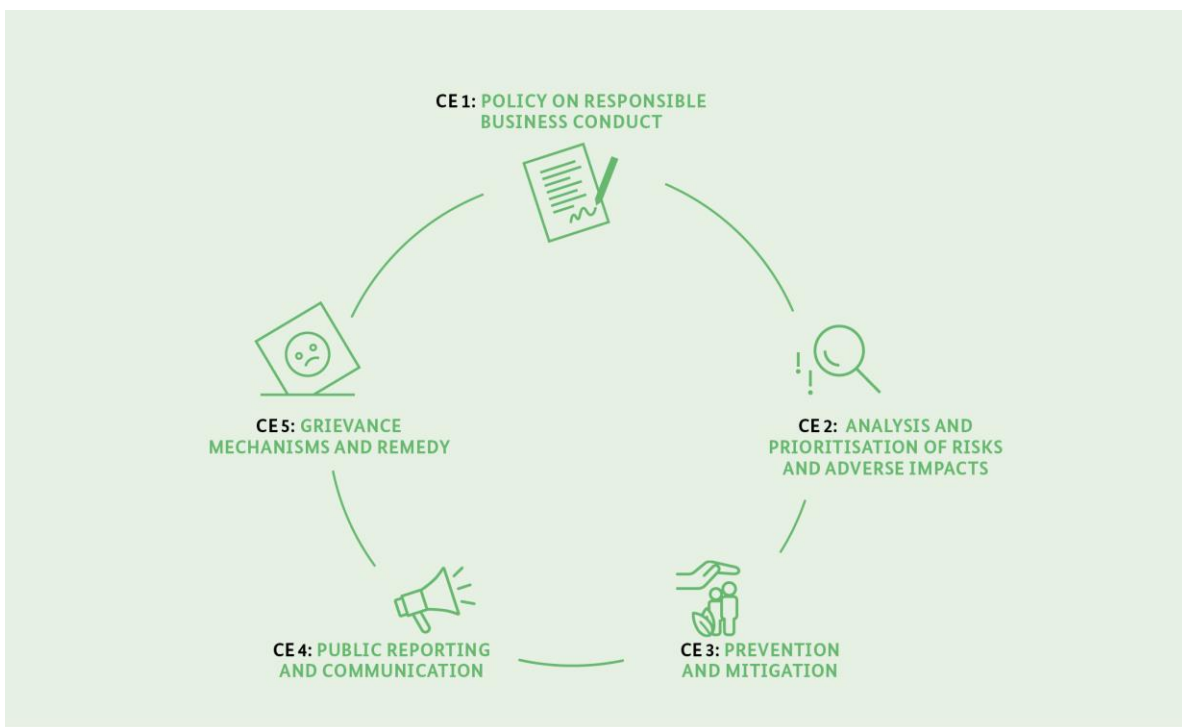 CE 1: POLICY ON RESPONSIBLE
BUSINESS CONDUCT
CE 2: ANALYSIS AND
PRIORITISATION OF RISKS
AND ADVERSE IMPACTS
CE 3: PREVENTION
AND MITIGATION
CE 4: PUBLIC REPORTING
AND COMMUNICATION
CE 5: GRIEVANCE
MECHANISMS AND REMEDY